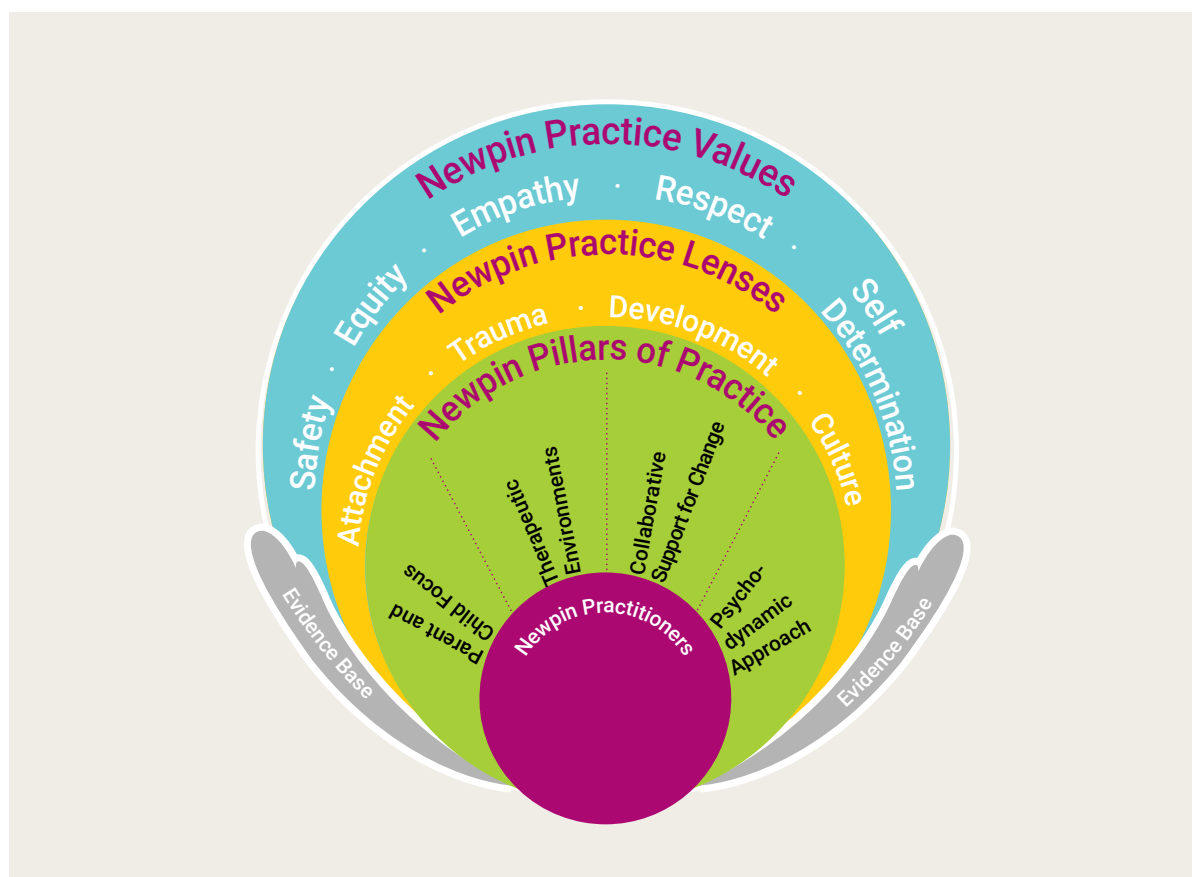 Newpin Practice Values
Safety · Equity · Empathy · Respect · Self
Determination
Newpin Practice Lenses
Attachment · Trauma · Development · Culture
Newpin Pillars of Practice
Parent and
Child Focus
Therapeutic
Environments
Collaborative
Support for Change
Psycho-
dynamic
Approach
Newpin Practitioners
Evidence Base
Evidence Base